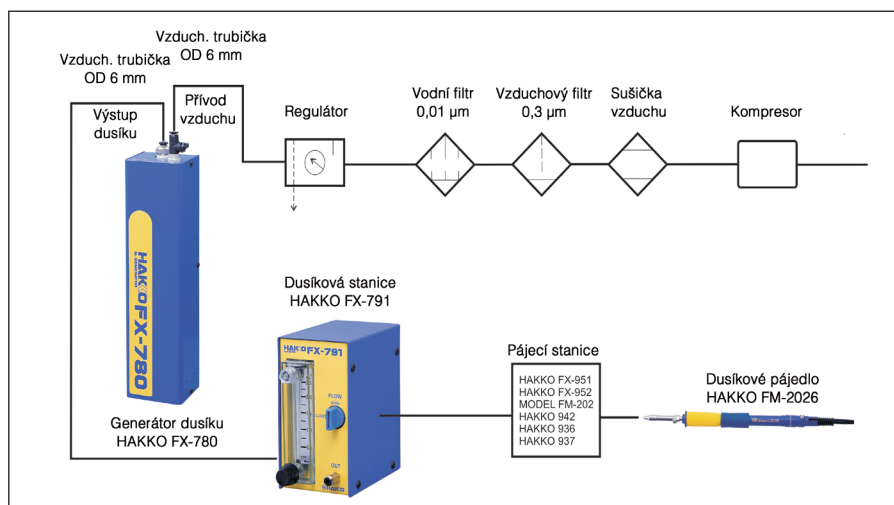 Vzduch. trubička
OD 6 mm
Vzduch. trubička
OD 6 mm
Výstup
dusíku
Přívod
vzduchu
Regulátor
Vodní filtr
0,01 µm
Vzduchový filtr
0,3 µm
Sušička
vzduchu
Kompresor
HAKKO FX-780
Generátor dusíku
HAKKO FX-780
Dusíková stanice
HAKKO FX-791
HAKKO FX-791
FLOW
OUT
HAKKO
Pájecí stanice
HAKKO FX-951
HAKKO FX-952
MODEL FM-202
HAKKO 942
HAKKO 936
HAKKO 937
Dusíkové pájedlo
HAKKO FM-2026